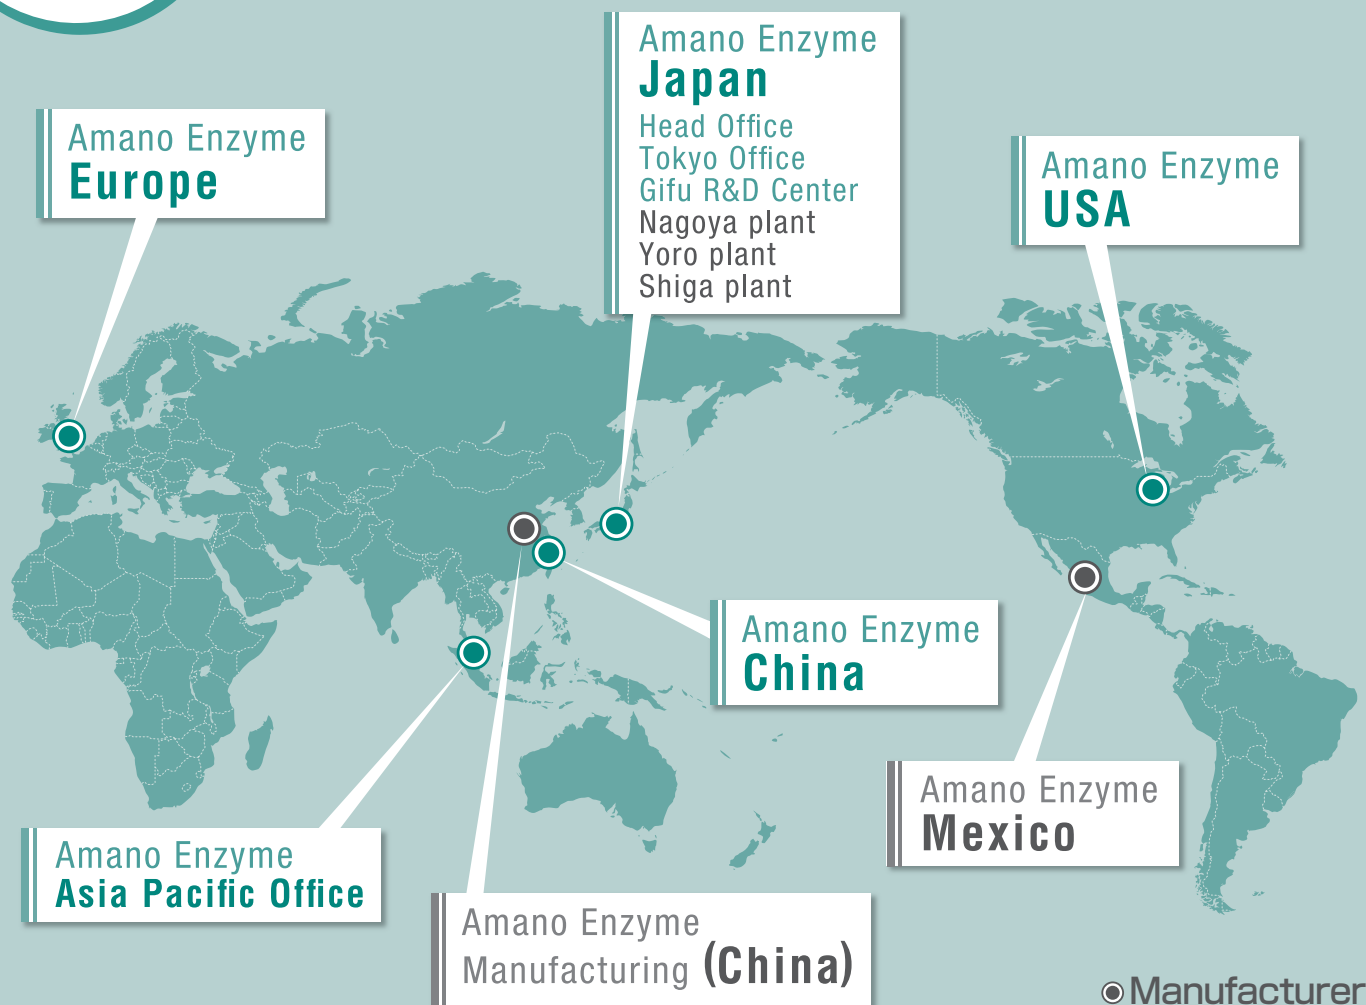 Amano Enzyme
Japan
Head Office
Tokyo Office
Gifu R&D Center
Nagoya plant
Yoro plant
Shiga plant
Amano Enzyme
Europe
Amano Enzyme
USA
Amano Enzyme
China
Amano Enzyme
Mexico
Amano Enzyme
Asia Pacific Office
Amano Enzyme
Manufacturing (China)
Manufacturer